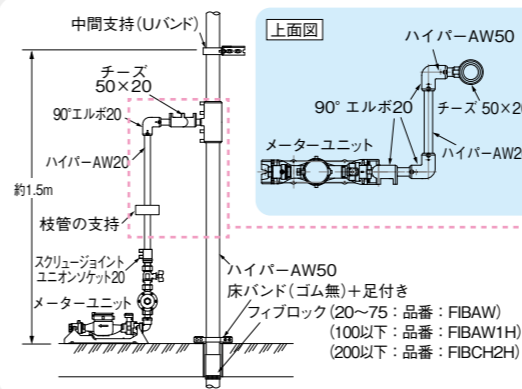 中間支持(Uバンド)
チーズ
50×20
90°エルボ20
ハイパーAW20
約1.5m
枝管の支持
スクリュージョイント
ユニオンソケット20
メーターユニット
ハイパーAW50
床バンド(ゴム無)+足付き
フィブロック(20〜75:品番:FIBAW)
(100以下:品番:FIBAW1H)
(200以下:品番:FIBCH2H)
上面図
ハイパーAW50
90°エルボ20
チーズ 50×20
メーターユニット
ハイパーAW2